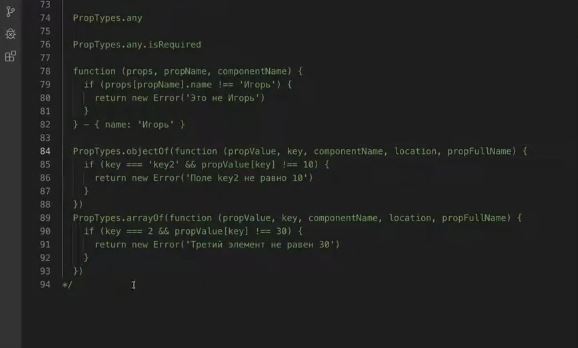 73
74 PropTypes.any
75
76 PropTypes.any.isRequired
77
78 function (props, propName, componentName) {
79 if (props[propName].name !== 'Игорь') {
80 return new Error('Это не Игорь')
81 }
82 } — { name: 'Игорь' }
83
84 PropTypes.objectOf(function (propValue, key, componentName, location, propFullName) {
85 if (key === 'key2' && propValue[key] !== 10) {
86 return new Error('Поле key2 не равно 10')
87 }
88 })
89 PropTypes.arrayOf(function (propValue, key, componentName, location, propFullName) {
90 if (key === 2 && propValue[key] !== 30) {
91 return new Error('Третий элемент не равен 30')
92 }
93 })
94 */